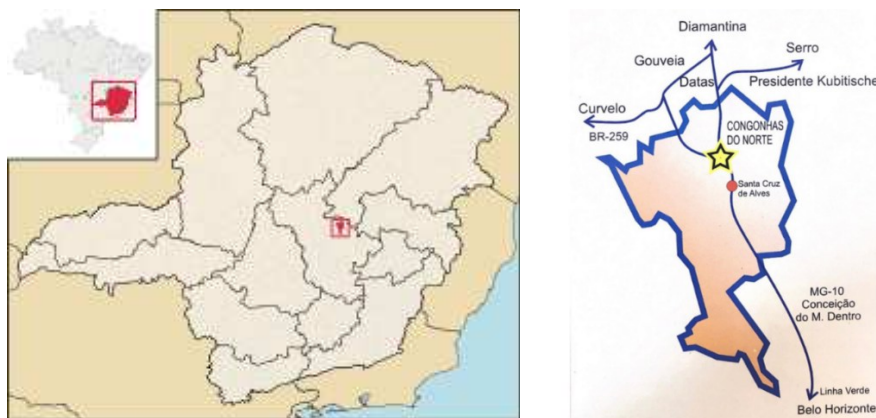 Diamantina
Gouveia
Serro
Datas
Presidente Kubitische
Curvelo
BR-259
CONGONHAS
DO NORTE
Santa Cruz
de Alves
MG-10
Conceição
do M. Dentro
Linha Verde
Belo Horizonte